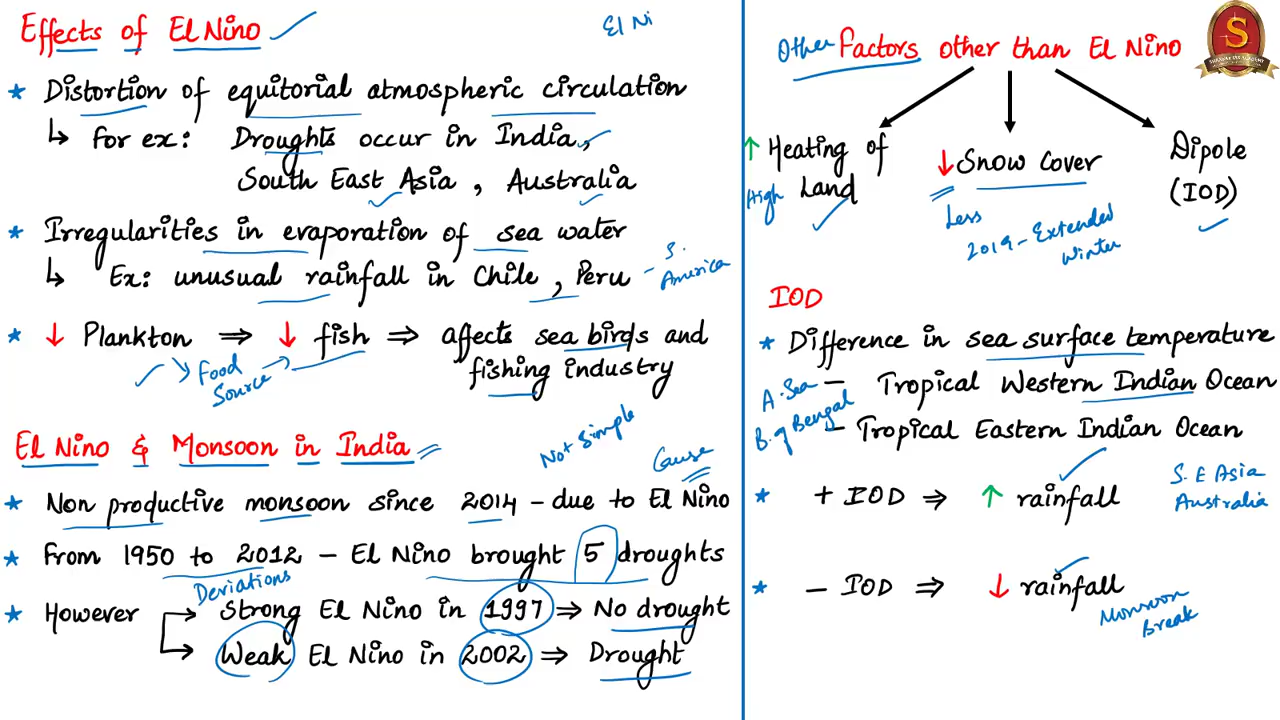 Effects of El Nino
El Ni
* Distortion of equitorial atmospheric circulation
↳ for ex: Droughts occur in India,
South East Asia, Australia
* Irregularities in evaporation of sea water
↳ Ex: unusual rainfall in Chile, Peru
- S. America
* ↓ Plankton ⇒ ↓ fish ⇒ affects sea birds and
fishing industry
Food
Source
El Nino & Monsoon in India
Not Simple
Cause
* Non productive monsoon since 2014 - due to El Nino
* From 1950 to 2012 - El Nino brought 5 droughts
Deviations
* However → Strong El Nino in 1997 ⇒ No drought
→ Weak El Nino in 2002 ⇒ Drought
Other Factors other than El Nino
S
↑ Heating of
High Land
↓ Snow Cover
Less
2019 - Extended
Winter
Dipole
(IOD)
IOD
* Difference in sea surface temperature
A. Sea
- Tropical Western Indian Ocean
B. of Bengal
- Tropical Eastern Indian Ocean
S. E Asia
Australia
* + IOD ⇒ ↑ rainfall
* - IOD ⇒ ↓ rainfall
Monsoon
Break